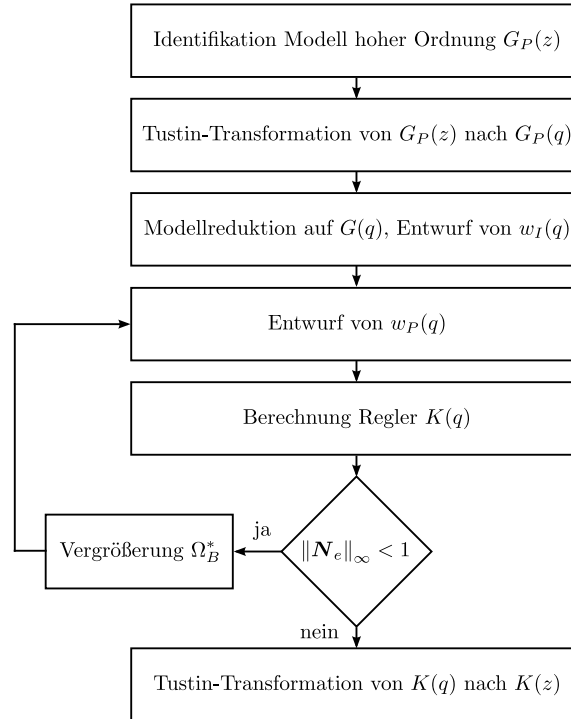 Identifikation Modell hoher Ordnung G_P(z)
Tustin-Transformation von G_P(z) nach G_P(q)
Modellreduktion auf G(q), Entwurf von w_I(q)
Entwurf von w_P(q)
Berechnung Regler K(q)
ja
Vergrößerung Ω_B^*
‖N_e‖_∞ < 1
nein
Tustin-Transformation von K(q) nach K(z)